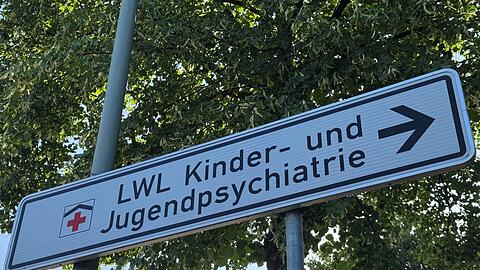 LWL Kinder- und
Jugendpsychiatrie